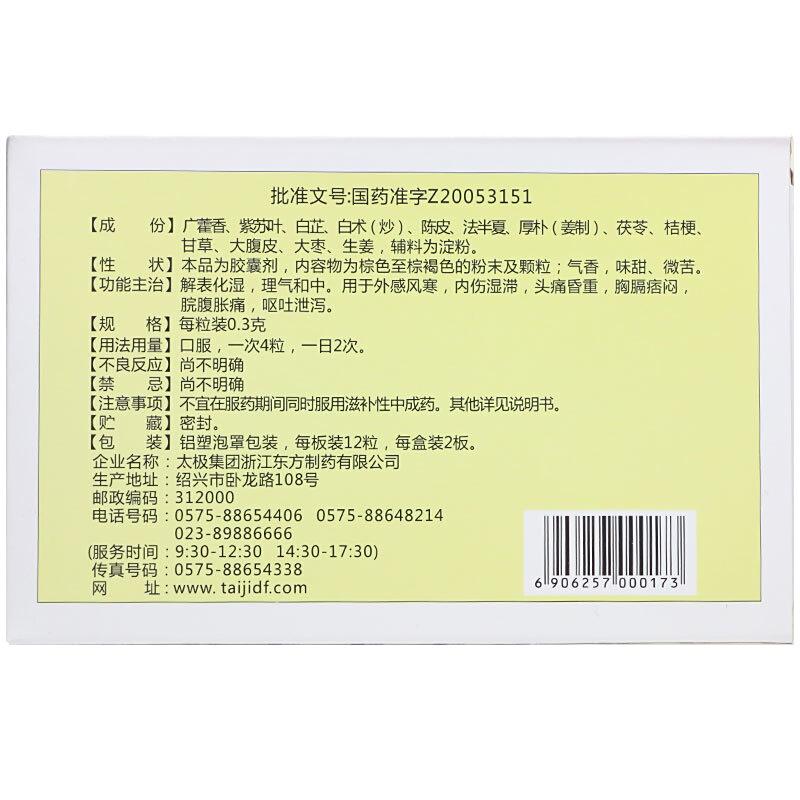 批准文号:国药准字Z20053151
【成 份】广藿香、紫苏叶、白芷、白术(炒)、陈皮、法半夏、厚朴(姜制)、茯苓、桔梗、
甘草、大腹皮、大枣、生姜，辅料为淀粉。
【性 状】本品为胶囊剂，内容物为棕色至棕褐色的粉末及颗粒；气香，味甜、微苦。
【功能主治】解表化湿，理气和中。用于外感风寒，内伤湿滞，头痛昏重，胸膈痞闷，
脘腹胀痛，呕吐泄泻。
【规 格】每粒装0.3克
【用法用量】口服，一次4粒，一日2次。
【不良反应】尚不明确
【禁 忌】尚不明确
【注意事项】不宜在服药期间同时服用滋补性中成药。其他详见说明书。
【贮 藏】密封。
【包 装】铝塑泡罩包装，每板装12粒，每盒装2板。
企业名称：太极集团浙江东方制药有限公司
生产地址：绍兴市卧龙路108号
邮政编码：312000
电话号码：0575-88654406 0575-88648214
023-89886666
(服务时间：9:30-12:30 14:30-17:30)
传真号码：0575-88654338
网 址:www. taijidf.com
6 906257 000173